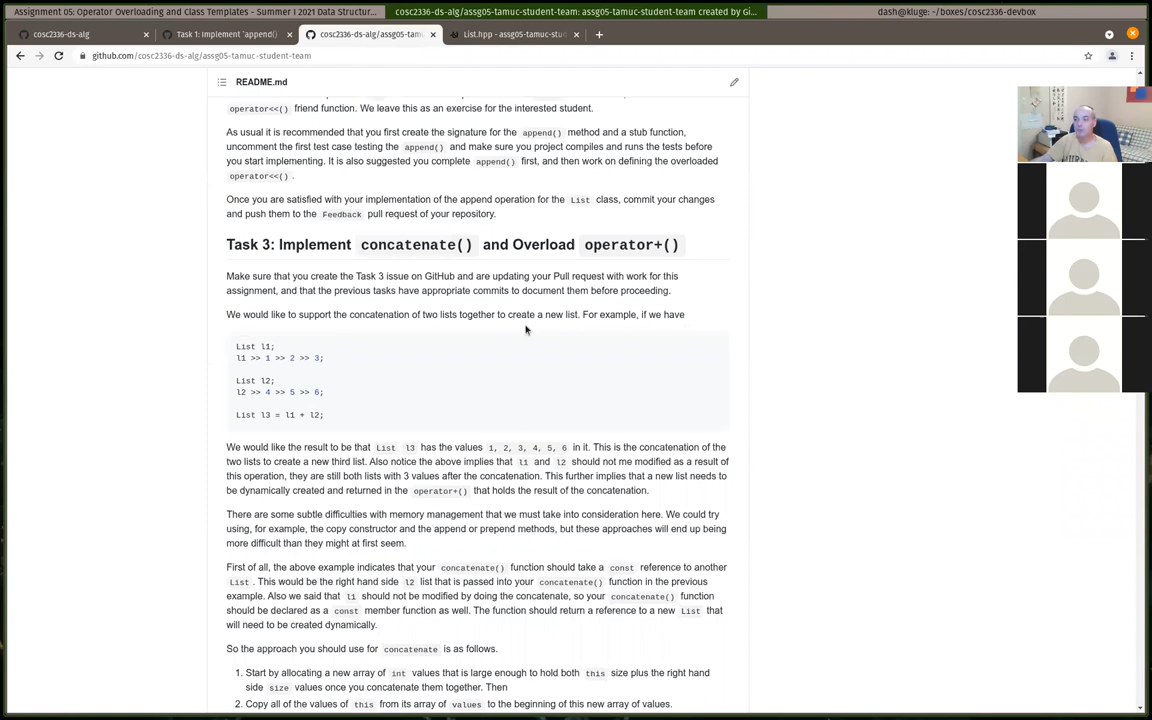 Assignment 05: Operator Overloading and Class Templates - Summer I 2021 Data Structur...
cosc2336-ds-alg/assg05-tamuc-student-team: assg05-tamuc-student-team created by Gi...
dash@kluge: ~/boxes/cosc2336-devbox
cosc2336-ds-alg
Task 1: Implement `append()
cosc2336-ds-alg/assg05-tam
List.hpp - assg05-tamuc-stud
github.com/cosc2336-ds-alg/assg05-tamuc-student-team
README.md
operator<<() friend function. We leave this as an exercise for the interested student.
As usual it is recommended that you first create the signature for the append() method and a stub function,
uncomment the first test case testing the append() and make sure you project compiles and runs the tests before
you start implementing. It is also suggested you complete append() first, and then work on defining the overloaded
operator<<() .
Once you are satisfied with your implementation of the append operation for the List class, commit your changes
and push them to the Feedback pull request of your repository.
Task 3: Implement concatenate() and Overload operator+()
Make sure that you create the Task 3 issue on GitHub and are updating your Pull request with work for this
assignment, and that the previous tasks have appropriate commits to document them before proceeding.
We would like to support the concatenation of two lists together to create a new list. For example, if we have
List l1;
l1 >> 1 >> 2 >> 3;
List l2;
l2 >> 4 >> 5 >> 6;
List l3 = l1 + l2;
We would like the result to be that List l3 has the values 1, 2, 3, 4, 5, 6 in it. This is the concatenation of the
two lists to create a new third list. Also notice the above implies that l1 and l2 should not me modified as a result of
this operation, they are still both lists with 3 values after the concatenation. This further implies that a new list needs to
be dynamically created and returned in the operator+() that holds the result of the concatenation.
There are some subtle difficulties with memory management that we must take into consideration here. We could try
using, for example, the copy constructor and the append or prepend methods, but these approaches will end up being
more difficult than they might at first seem.
First of all, the above example indicates that your concatenate() function should take a const reference to another
List . This would be the right hand side l2 list that is passed into your concatenate() function in the previous
example. Also we said that l1 should not be modified by doing the concatenate, so your concatenate() function
should be declared as a const member function as well. The function should return a reference to a new List that
will need to be created dynamically.
So the approach you should use for concatenate is as follows.
1. Start by allocating a new array of int values that is large enough to hold both this size plus the right hand
side size values once you concatenate them together. Then
2. Copy all of the values of this from its array of values to the beginning of this new array of values.